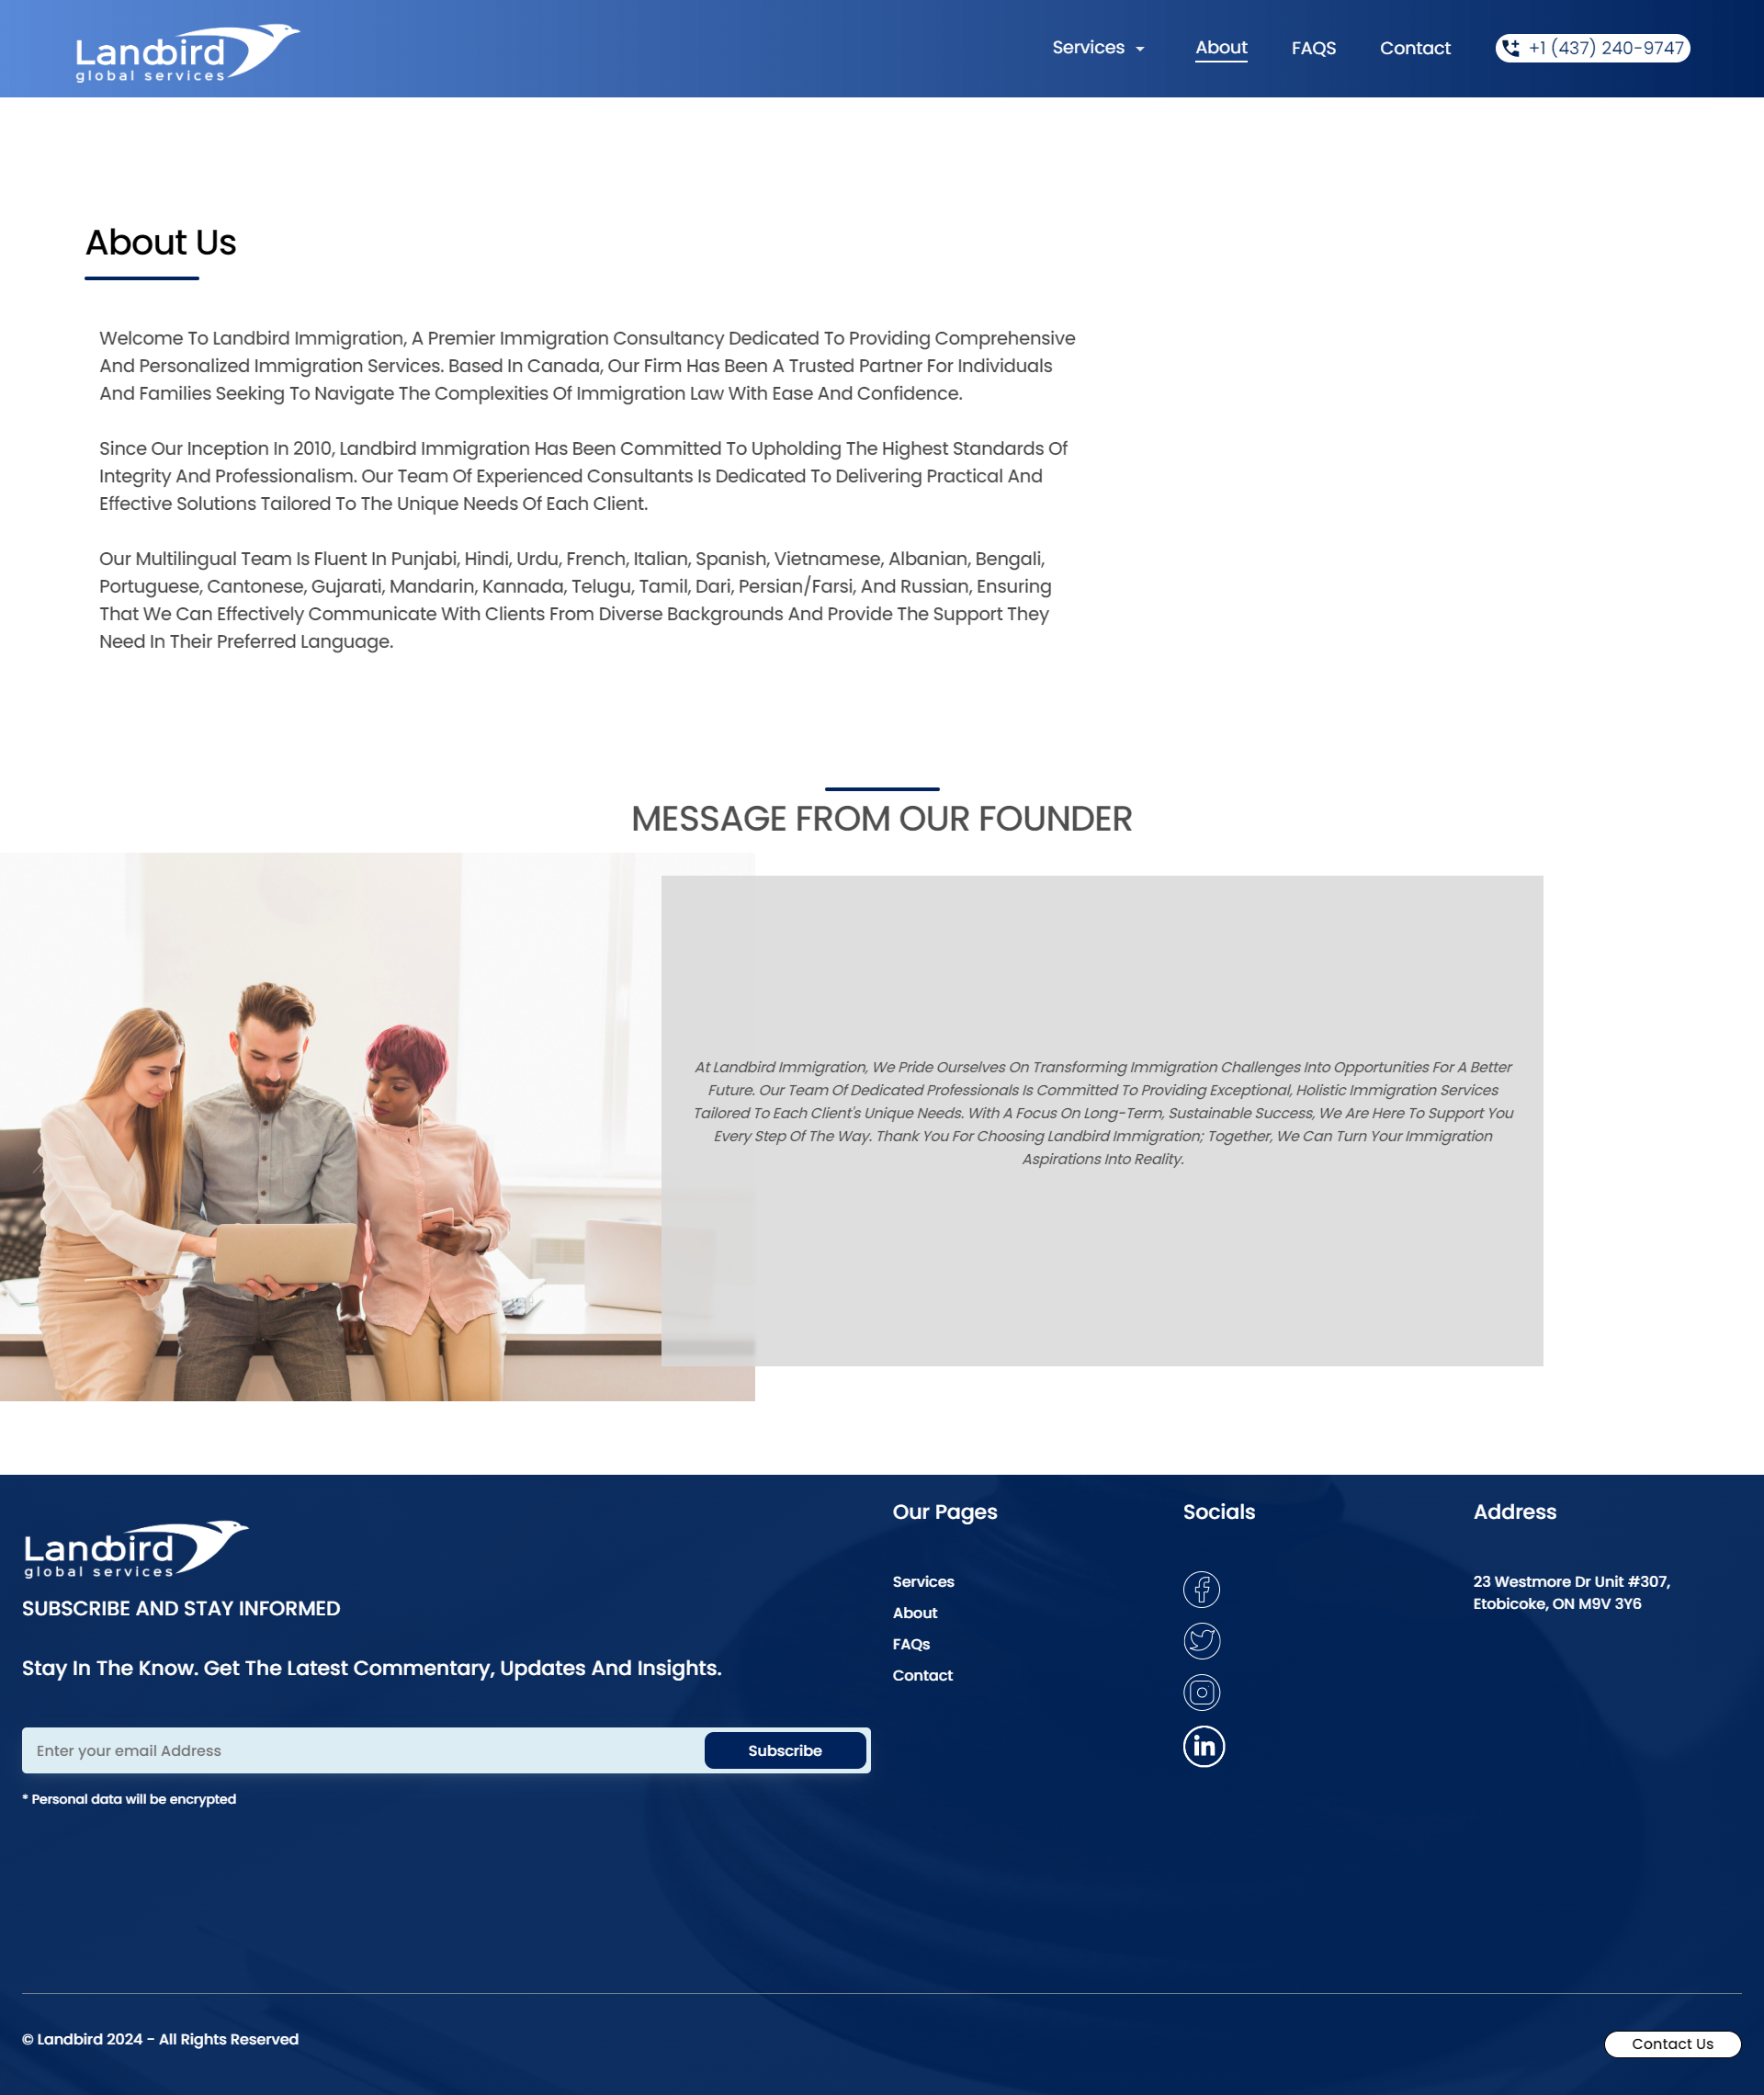 Landbird
global services
Services
About
FAQS
Contact
+1 (437) 240-9747
About Us
Welcome To Landbird Immigration, A Premier Immigration Consultancy Dedicated To Providing Comprehensive
And Personalized Immigration Services. Based In Canada, Our Firm Has Been A Trusted Partner For Individuals
And Families Seeking To Navigate The Complexities Of Immigration Law With Ease And Confidence.
Since Our Inception In 2010, Landbird Immigration Has Been Committed To Upholding The Highest Standards Of
Integrity And Professionalism. Our Team Of Experienced Consultants Is Dedicated To Delivering Practical And
Effective Solutions Tailored To The Unique Needs Of Each Client.
Our Multilingual Team Is Fluent In Punjabi, Hindi, Urdu, French, Italian, Spanish, Vietnamese, Albanian, Bengali,
Portuguese, Cantonese, Gujarati, Mandarin, Kannada, Telugu, Tamil, Dari, Persian/Farsi, And Russian, Ensuring
That We Can Effectively Communicate With Clients From Diverse Backgrounds And Provide The Support They
Need In Their Preferred Language.
MESSAGE FROM OUR FOUNDER
At Landbird Immigration, We Pride Ourselves On Transforming Immigration Challenges Into Opportunities For A Better
Future. Our Team Of Dedicated Professionals Is Committed To Providing Exceptional, Holistic Immigration Services
Tailored To Each Client's Unique Needs. With A Focus On Long-Term, Sustainable Success, We Are Here To Support You
Every Step Of The Way. Thank You For Choosing Landbird Immigration; Together, We Can Turn Your Immigration
Aspirations Into Reality.
Landbird
global services
SUBSCRIBE AND STAY INFORMED
Stay In The Know. Get The Latest Commentary, Updates And Insights.
Enter your email Address
Subscribe
* Personal data will be encrypted
Our Pages
Services
About
FAQs
Contact
Socials
in
Address
23 Westmore Dr Unit #307,
Etobicoke, ON M9V 3Y6
© Landbird 2024 - All Rights Reserved
Contact Us